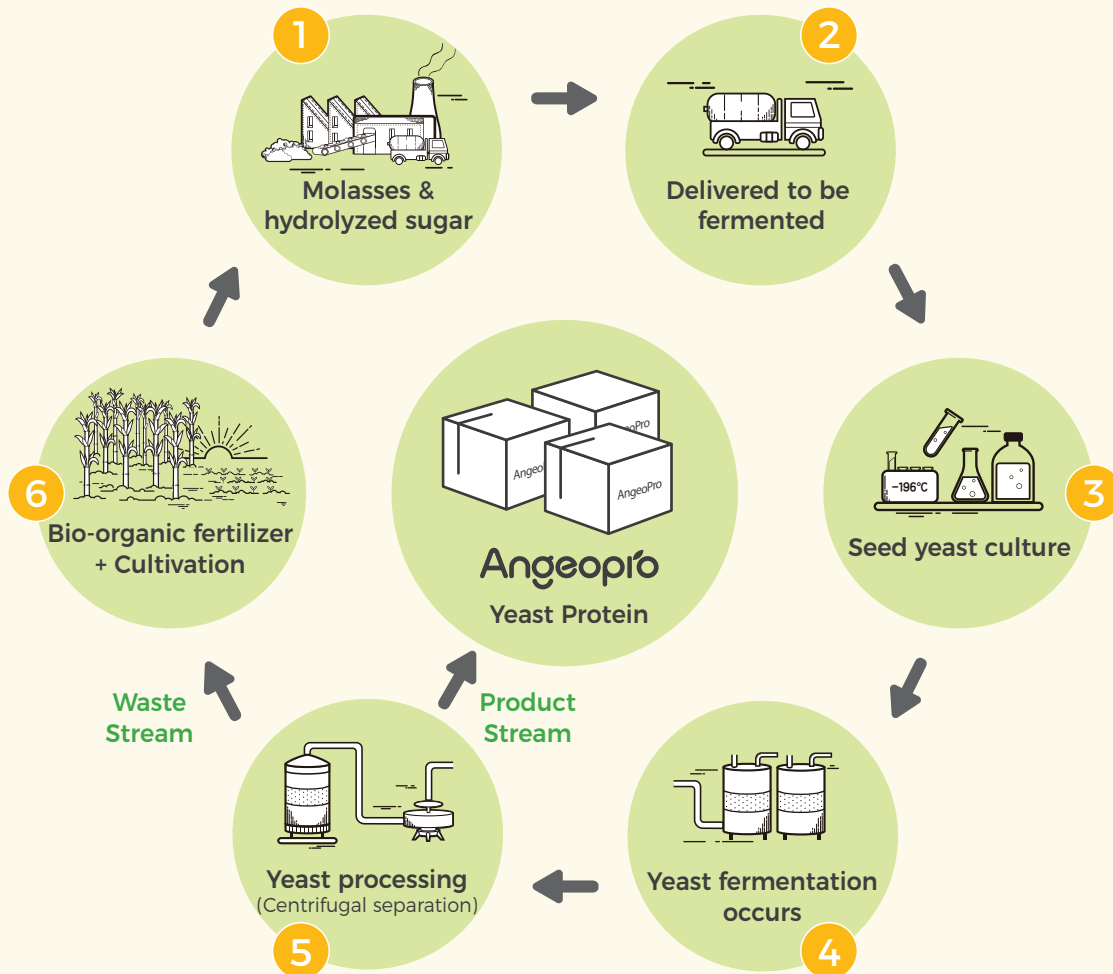 1
Molasses &
hydrolyzed sugar
2
Delivered to be
fermented
3
-196°C
Seed yeast culture
4
Yeast fermentation
occurs
5
Yeast processing
(Centrifugal separation)
6
Bio-organic fertilizer
+ Cultivation
Waste
Stream
Product
Stream
AngeoPro
Angeopro
Yeast Protein